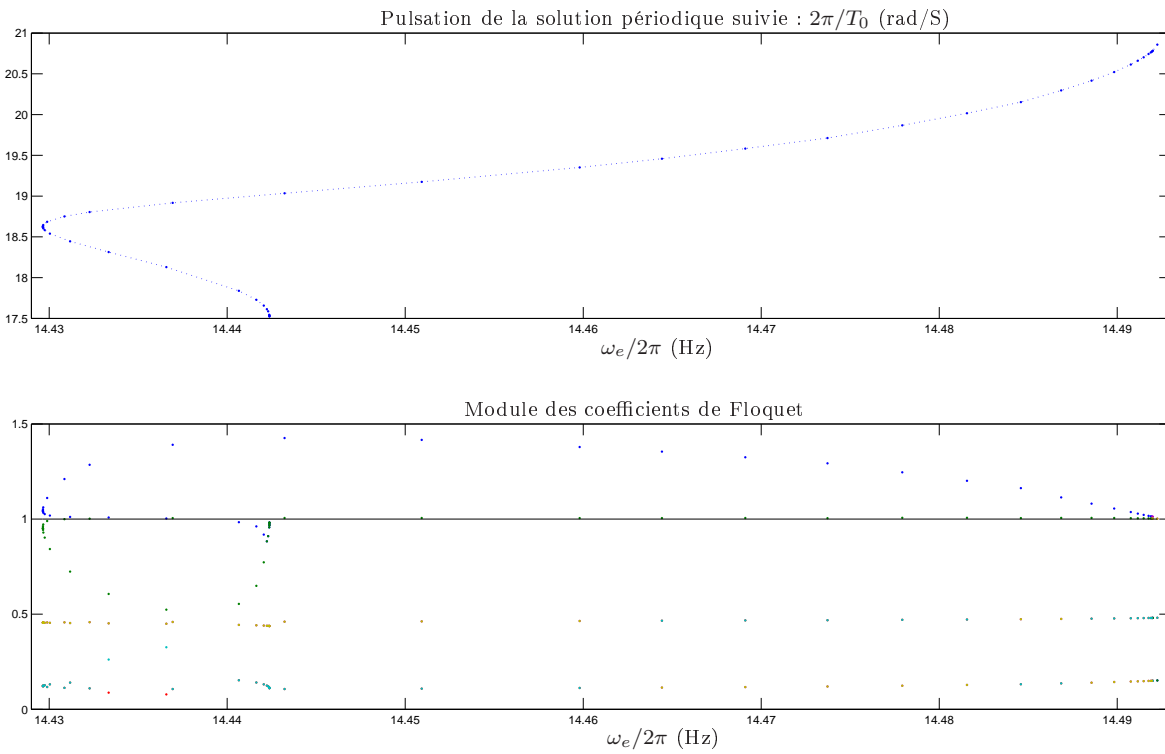 Pulsation de la solution périodique suivie : 2π/T₀ (rad/S)
21
20.5
20
19.5
19
18.5
18
17.5
14.43 14.44 14.45 14.46 14.47 14.48 14.49
ωₑ/2π (Hz)
Module des coefficients de Floquet
1.5
1
0.5
0
14.43 14.44 14.45 14.46 14.47 14.48 14.49
ωₑ/2π (Hz)